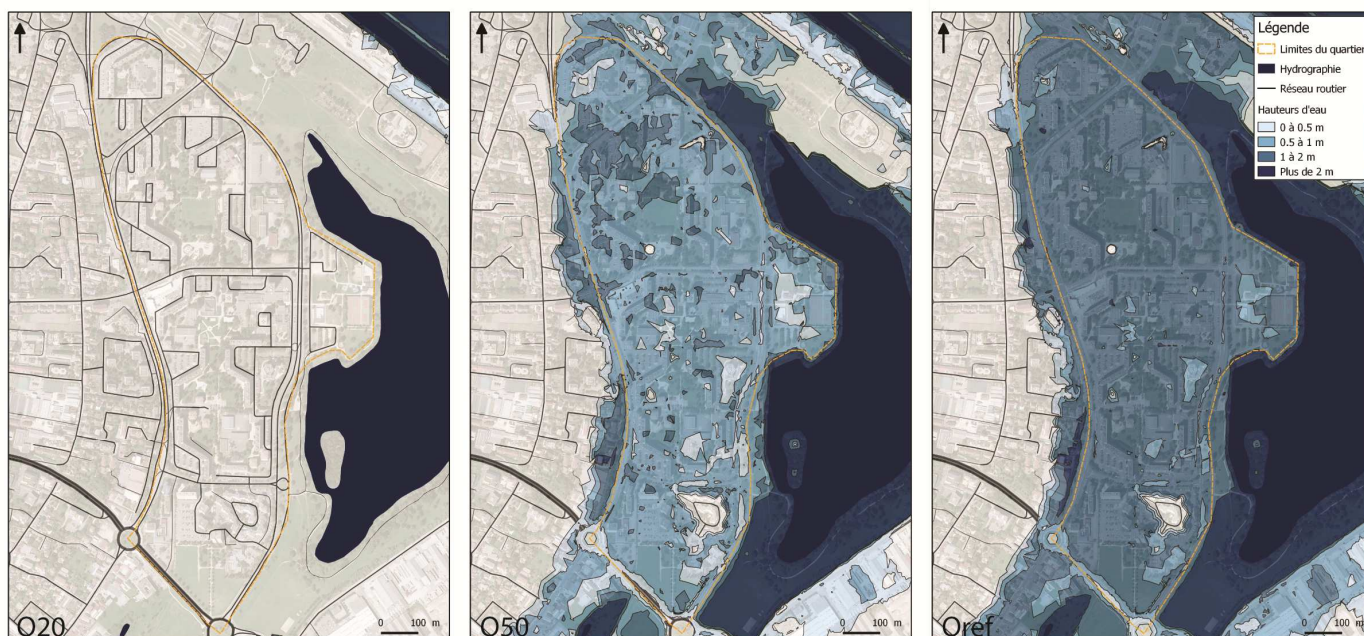 Légende
Limites du quartier
Hydrographie
Réseau routier
Hauteurs d'eau
0 à 0.5 m
0.5 à 1 m
1 à 2 m
Plus de 2 m
Q20
0 100 m
Q50
0 100 m
Qref
0 100 m